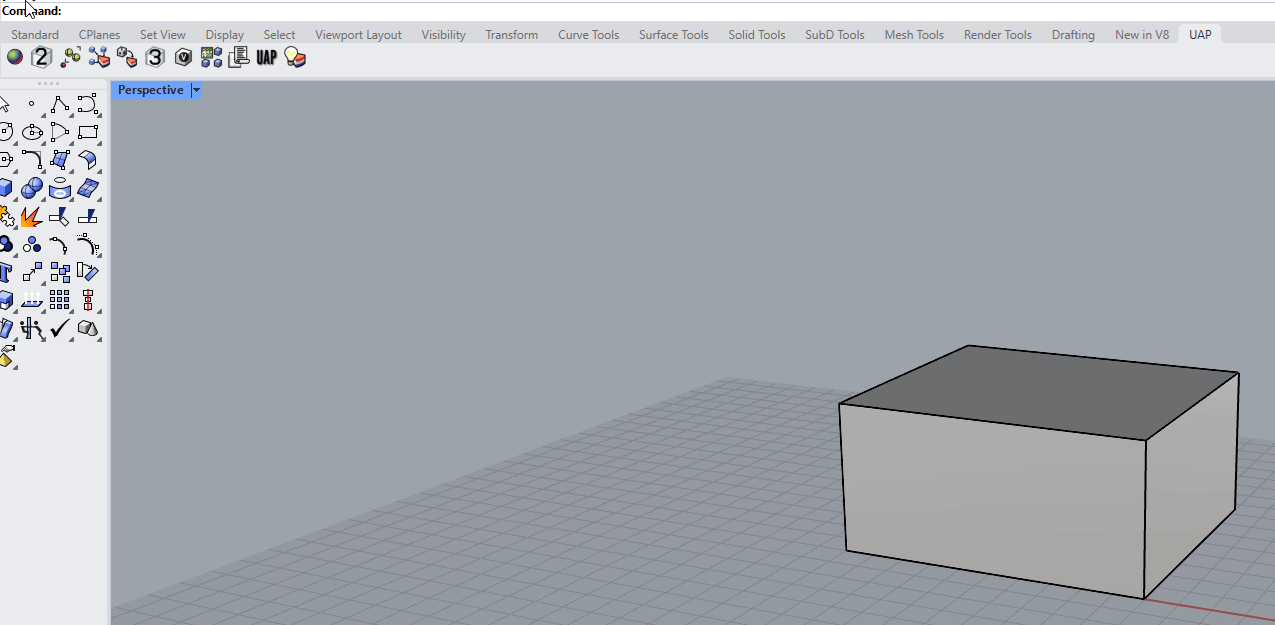 Command:
Standard CPlanes Set View Display Select Viewport Layout Visibility Transform Curve Tools Surface Tools Solid Tools SubD Tools Mesh Tools Render Tools Drafting New in V8 UAP
2 3 V UAP
Perspective
T